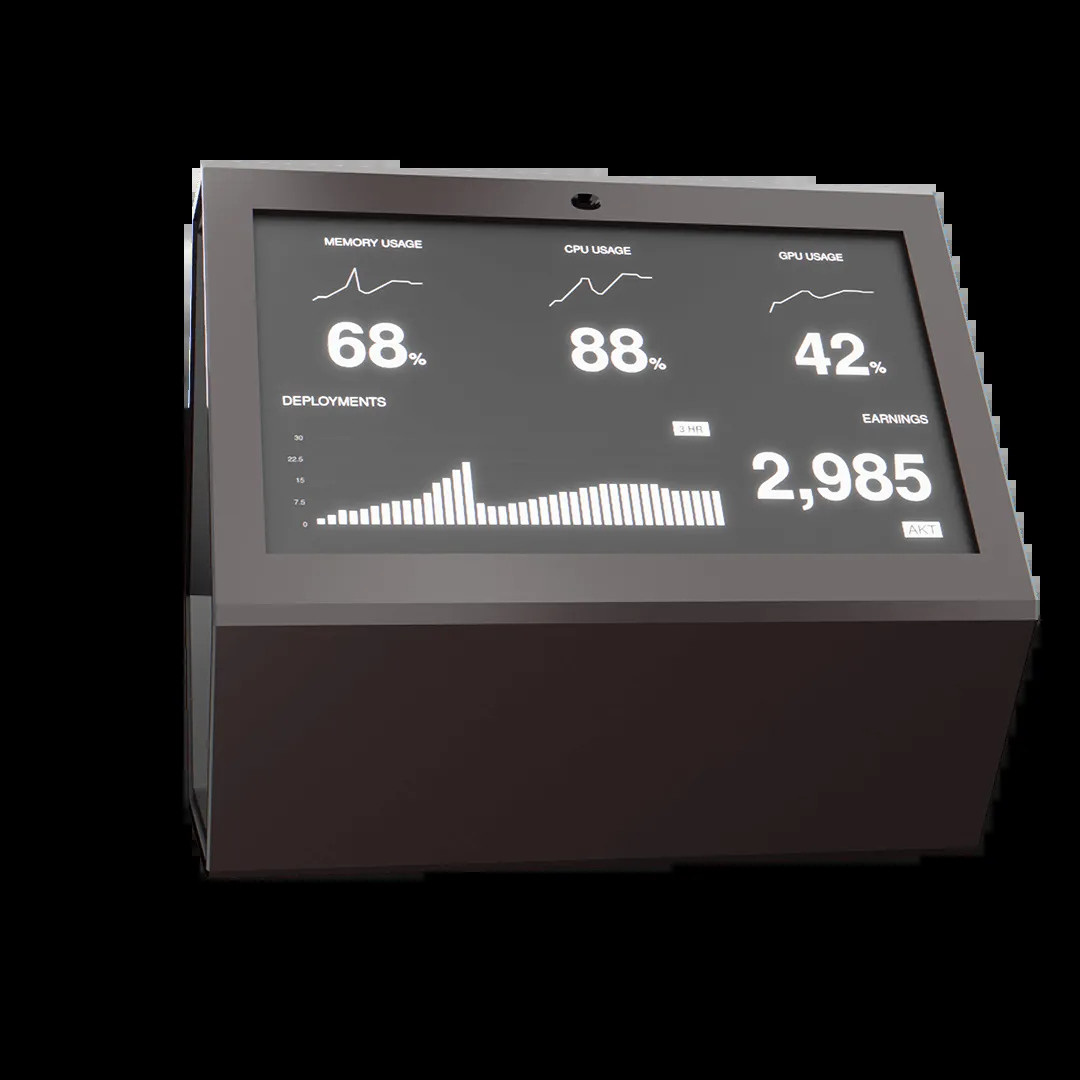 MEMORY USAGE
68%
CPU USAGE
88%
GPU USAGE
42%
DEPLOYMENTS
3 HR
30
22.5
15
7.5
0
EARNINGS
2,985
AKT